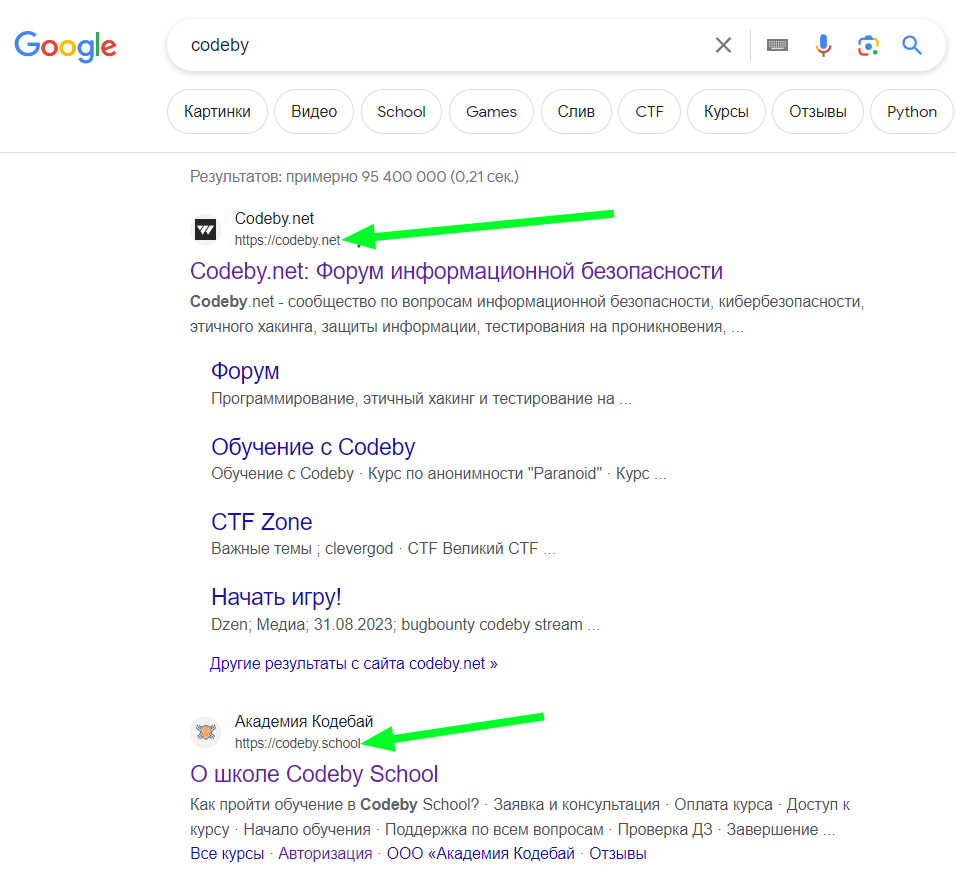 Google
codeby
Картинки Видео School Games Слив CTF Курсы Отзывы Python
Результатов: примерно 95 400 000 (0,21 сек.)
Codeby.net
https://codeby.net
Codeby.net: Форум информационной безопасности
Codeby.net - сообщество по вопросам информационной безопасности, кибербезопасности,
этичного хакинга, защиты информации, тестирования на проникновения, ...
Форум
Программирование, этичный хакинг и тестирование на ...
Обучение с Codeby
Обучение с Codeby · Курс по анонимности "Paranoid" · Курс ...
CTF Zone
Важные темы ; clevergod · CTF Великий CTF ...
Начать игру!
Dzen; Медиа; 31.08.2023; bugbounty codeby stream ...
Другие результаты с сайта codeby.net »
Академия Кодебай
https://codeby.school
О школе Codeby School
Как пройти обучение в Codeby School? · Заявка и консультация · Оплата курса · Доступ к
курсу · Начало обучения · Поддержка по всем вопросам · Проверка ДЗ · Завершение ...
Все курсы · Авторизация · ООО «Академия Кодебай · Отзывы